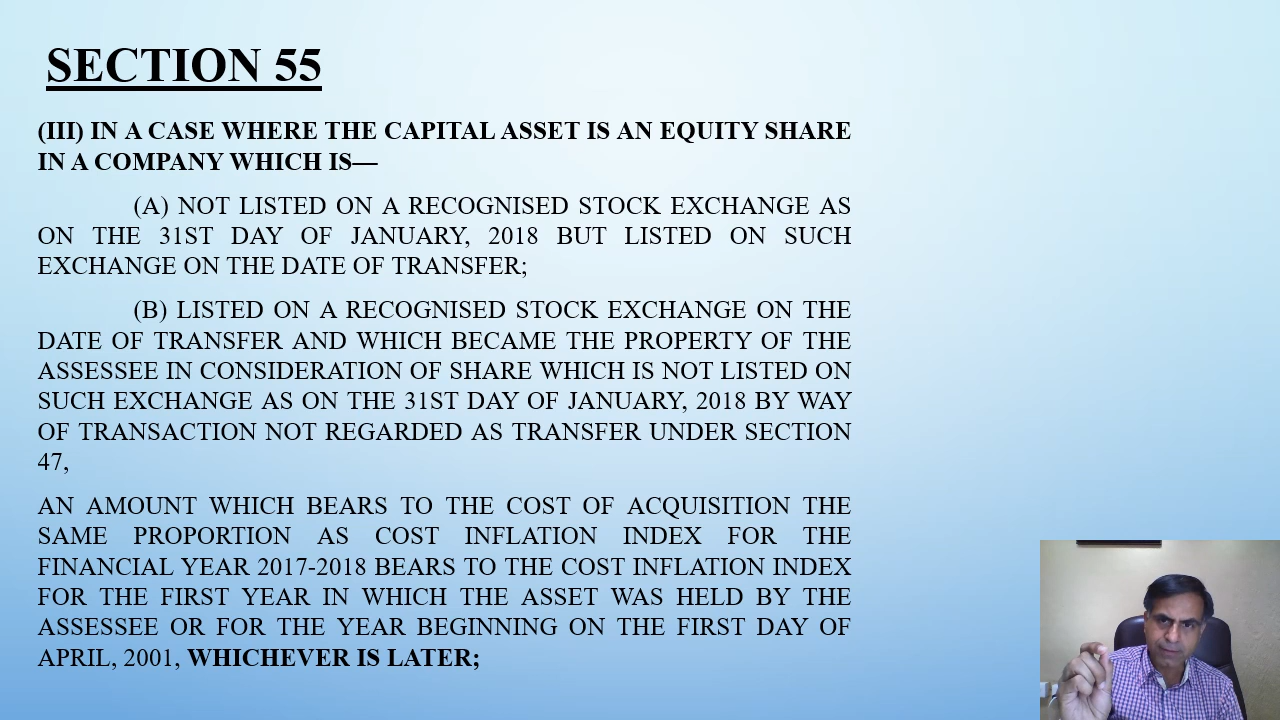 SECTION 55
(III) IN A CASE WHERE THE CAPITAL ASSET IS AN EQUITY SHARE
IN A COMPANY WHICH IS—
(A) NOT LISTED ON A RECOGNISED STOCK EXCHANGE AS
ON THE 31ST DAY OF JANUARY, 2018 BUT LISTED ON SUCH
EXCHANGE ON THE DATE OF TRANSFER;
(B) LISTED ON A RECOGNISED STOCK EXCHANGE ON THE
DATE OF TRANSFER AND WHICH BECAME THE PROPERTY OF THE
ASSESSEE IN CONSIDERATION OF SHARE WHICH IS NOT LISTED ON
SUCH EXCHANGE AS ON THE 31ST DAY OF JANUARY, 2018 BY WAY
OF TRANSACTION NOT REGARDED AS TRANSFER UNDER SECTION
47,
AN AMOUNT WHICH BEARS TO THE COST OF ACQUISITION THE
SAME PROPORTION AS COST INFLATION INDEX FOR THE
FINANCIAL YEAR 2017-2018 BEARS TO THE COST INFLATION INDEX
FOR THE FIRST YEAR IN WHICH THE ASSET WAS HELD BY THE
ASSESSEE OR FOR THE YEAR BEGINNING ON THE FIRST DAY OF
APRIL, 2001, WHICHEVER IS LATER;